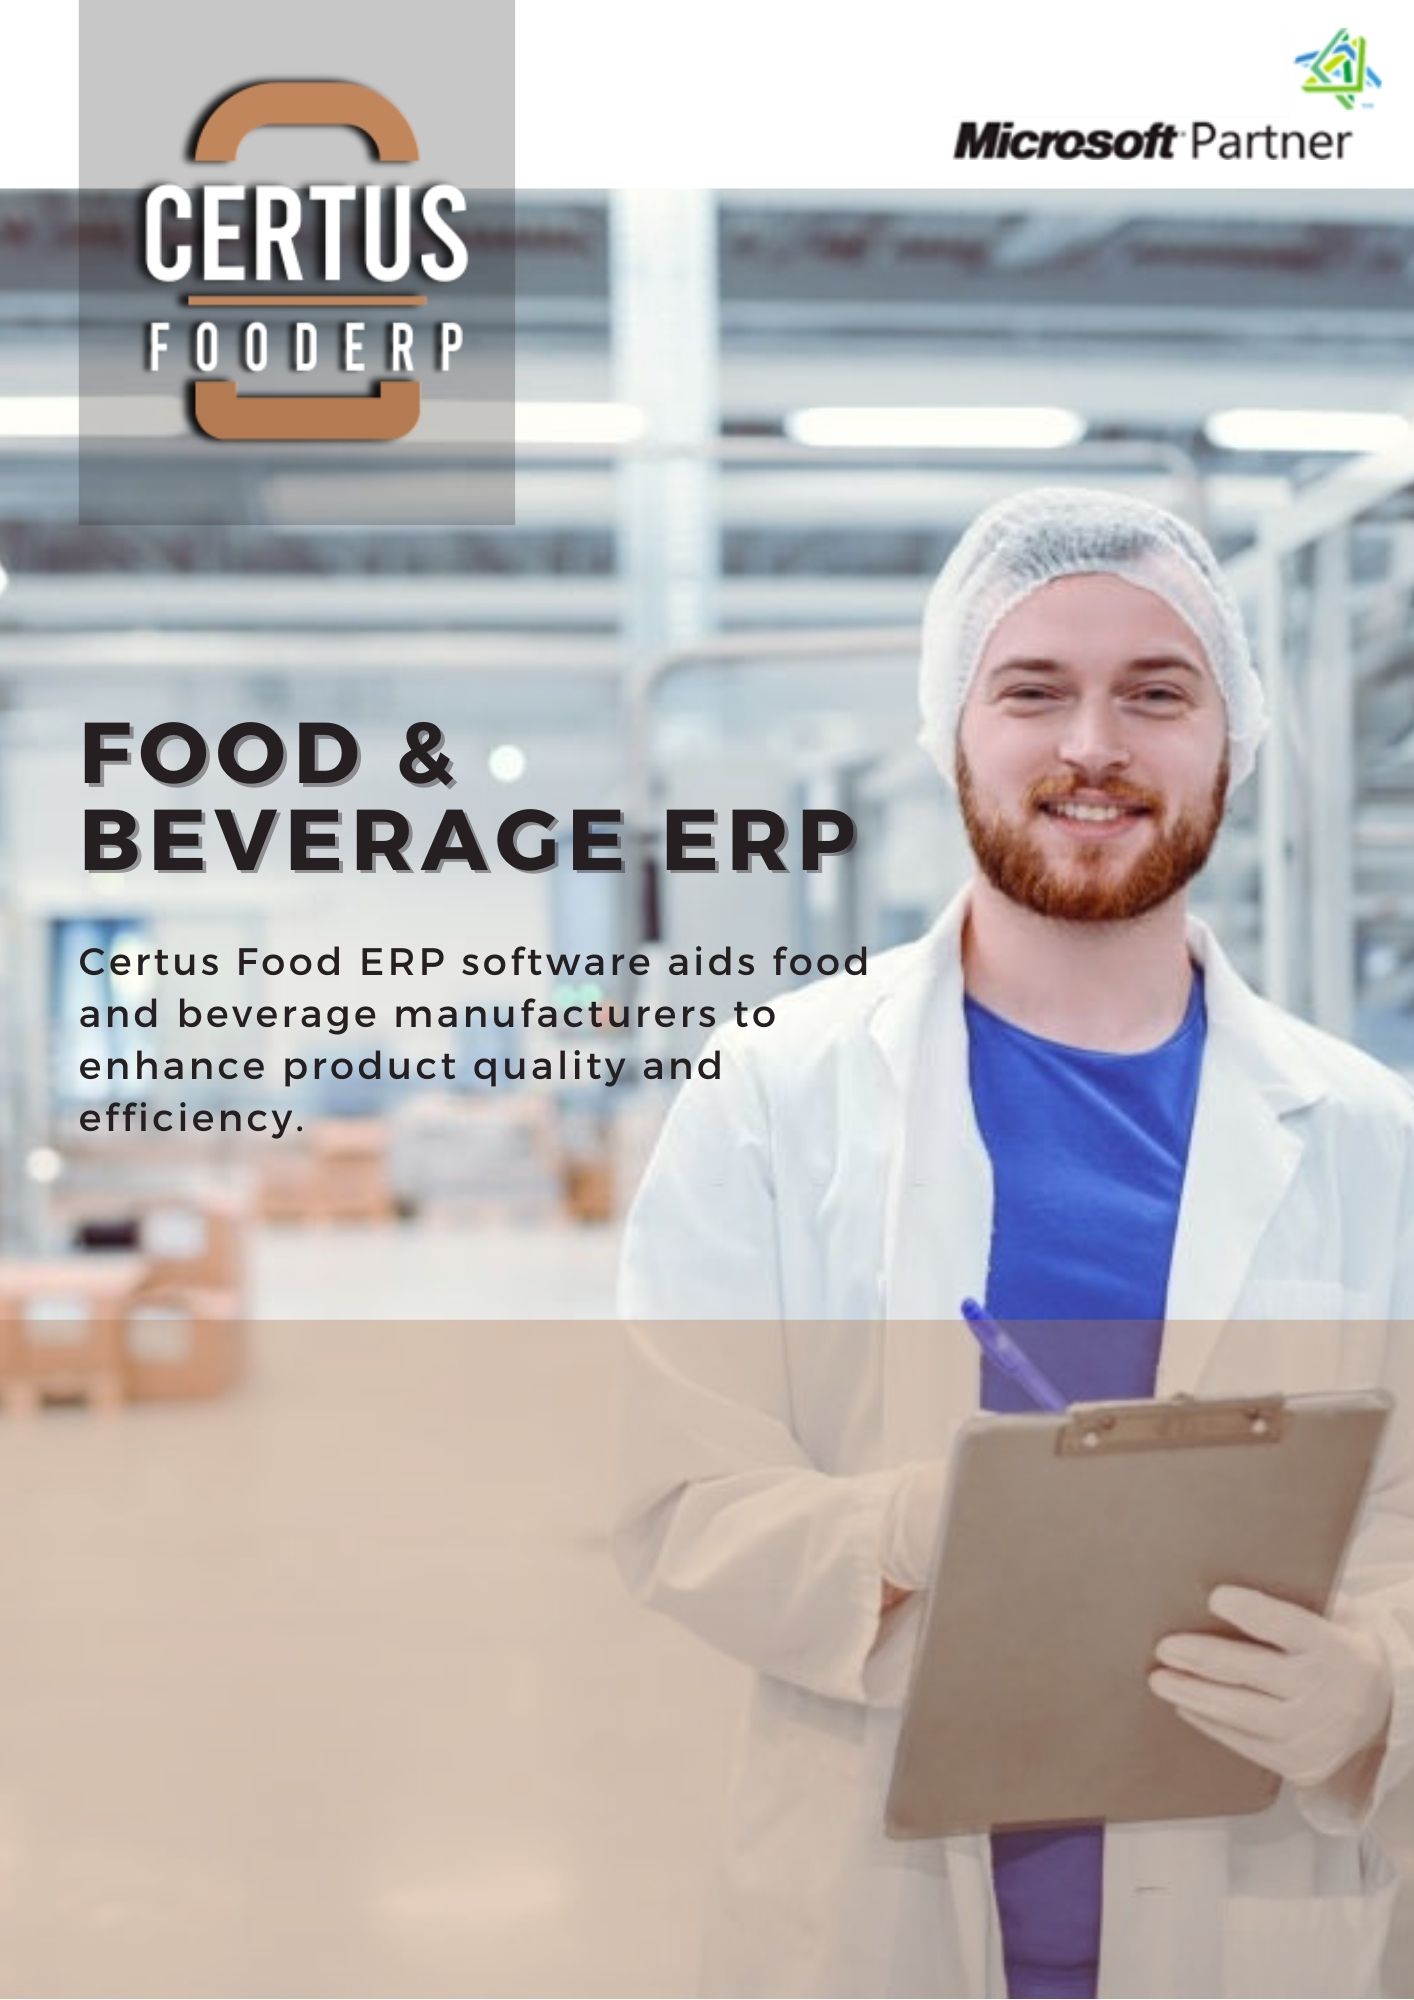 Microsoft Partner
CERTUS
FOODERP
FOOD &
BEVERAGE ERP
Certus Food ERP software aids food
and beverage manufacturers to
enhance product quality and
efficiency.